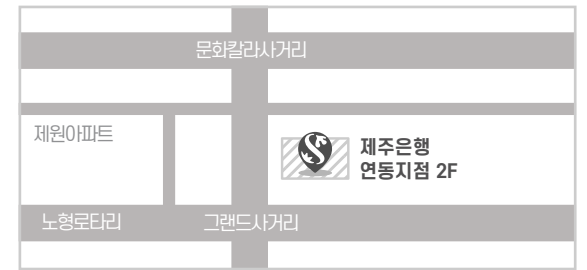 문화칼라사거리
제원아파트
제주은행
연동지점 2F
노형로타리
그랜드사거리